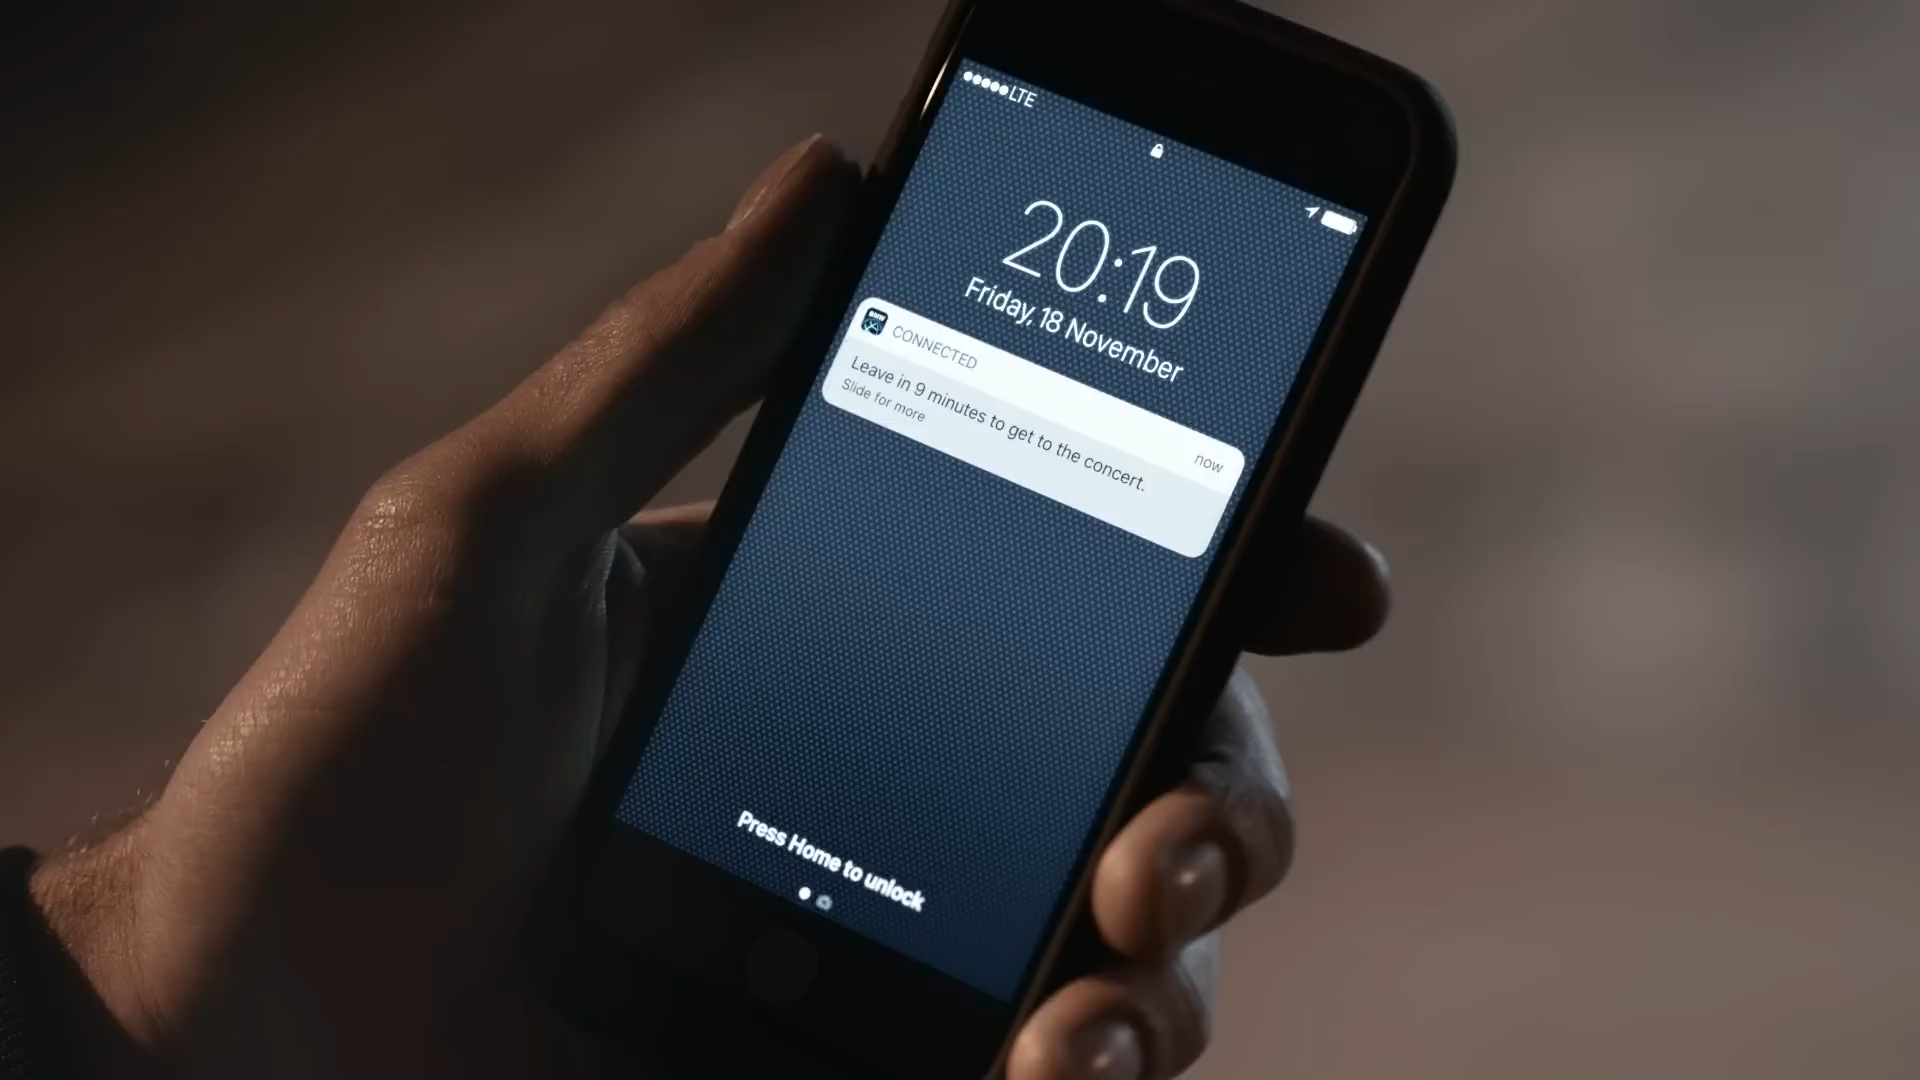 LTE
20:19
Friday, 18 November
BMW
CONNECTED
now
Leave in 9 minutes to get to the concert.
Slide for more
Press Home to unlock